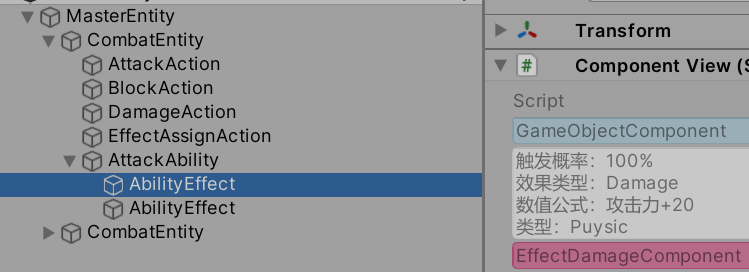 MasterEntity
CombatEntity
AttackAction
BlockAction
DamageAction
EffectAssignAction
AttackAbility
AbilityEffect
AbilityEffect
CombatEntity
Transform
# Component View (S
Script
GameObjectComponent
触发概率：100%
效果类型：Damage
数值公式：攻击力+20
类型：Puysic
EffectDamageComponent